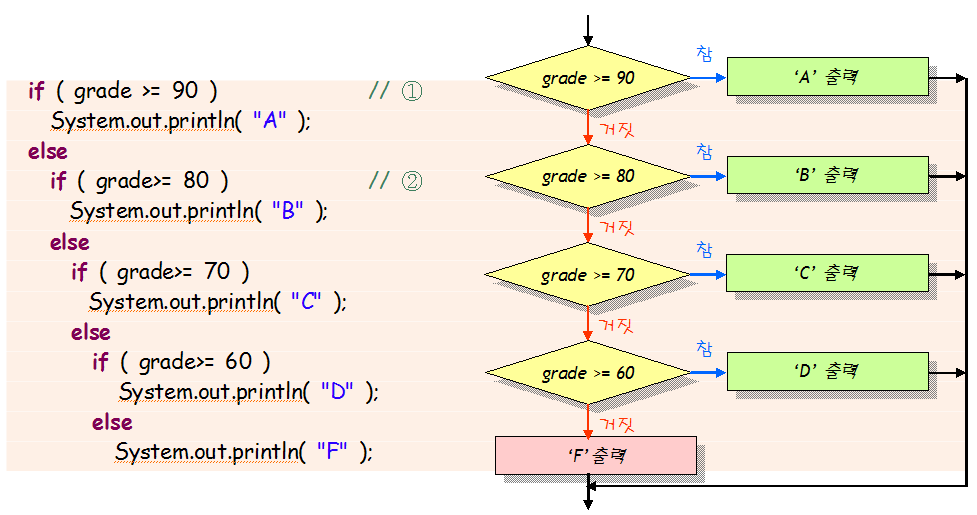 if ( grade >= 90 ) // ①
System.out.println( "A" );
else
if ( grade>= 80 ) // ②
System.out.println( "B" );
else
if ( grade>= 70 )
System.out.println( "C" );
else
if ( grade>= 60 )
System.out.println( "D" );
else
System.out.println( "F" );
grade >= 90
참
‘A’ 출력
거짓
grade >= 80
참
‘B’ 출력
거짓
grade >= 70
참
‘C’ 출력
거짓
grade >= 60
참
‘D’ 출력
거짓
‘F’출력